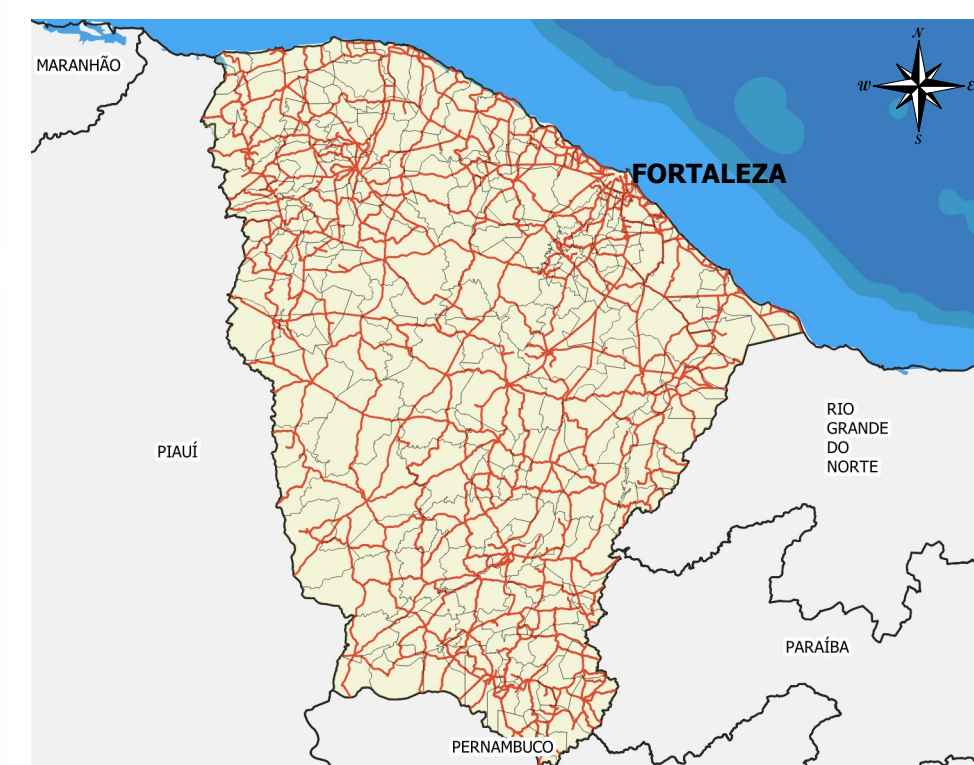 N
MARANHÃO
W
E
S
FORTALEZA
RIO
GRANDE
DO
NORTE
PIAUÍ
PARAÍBA
PERNAMBUCO